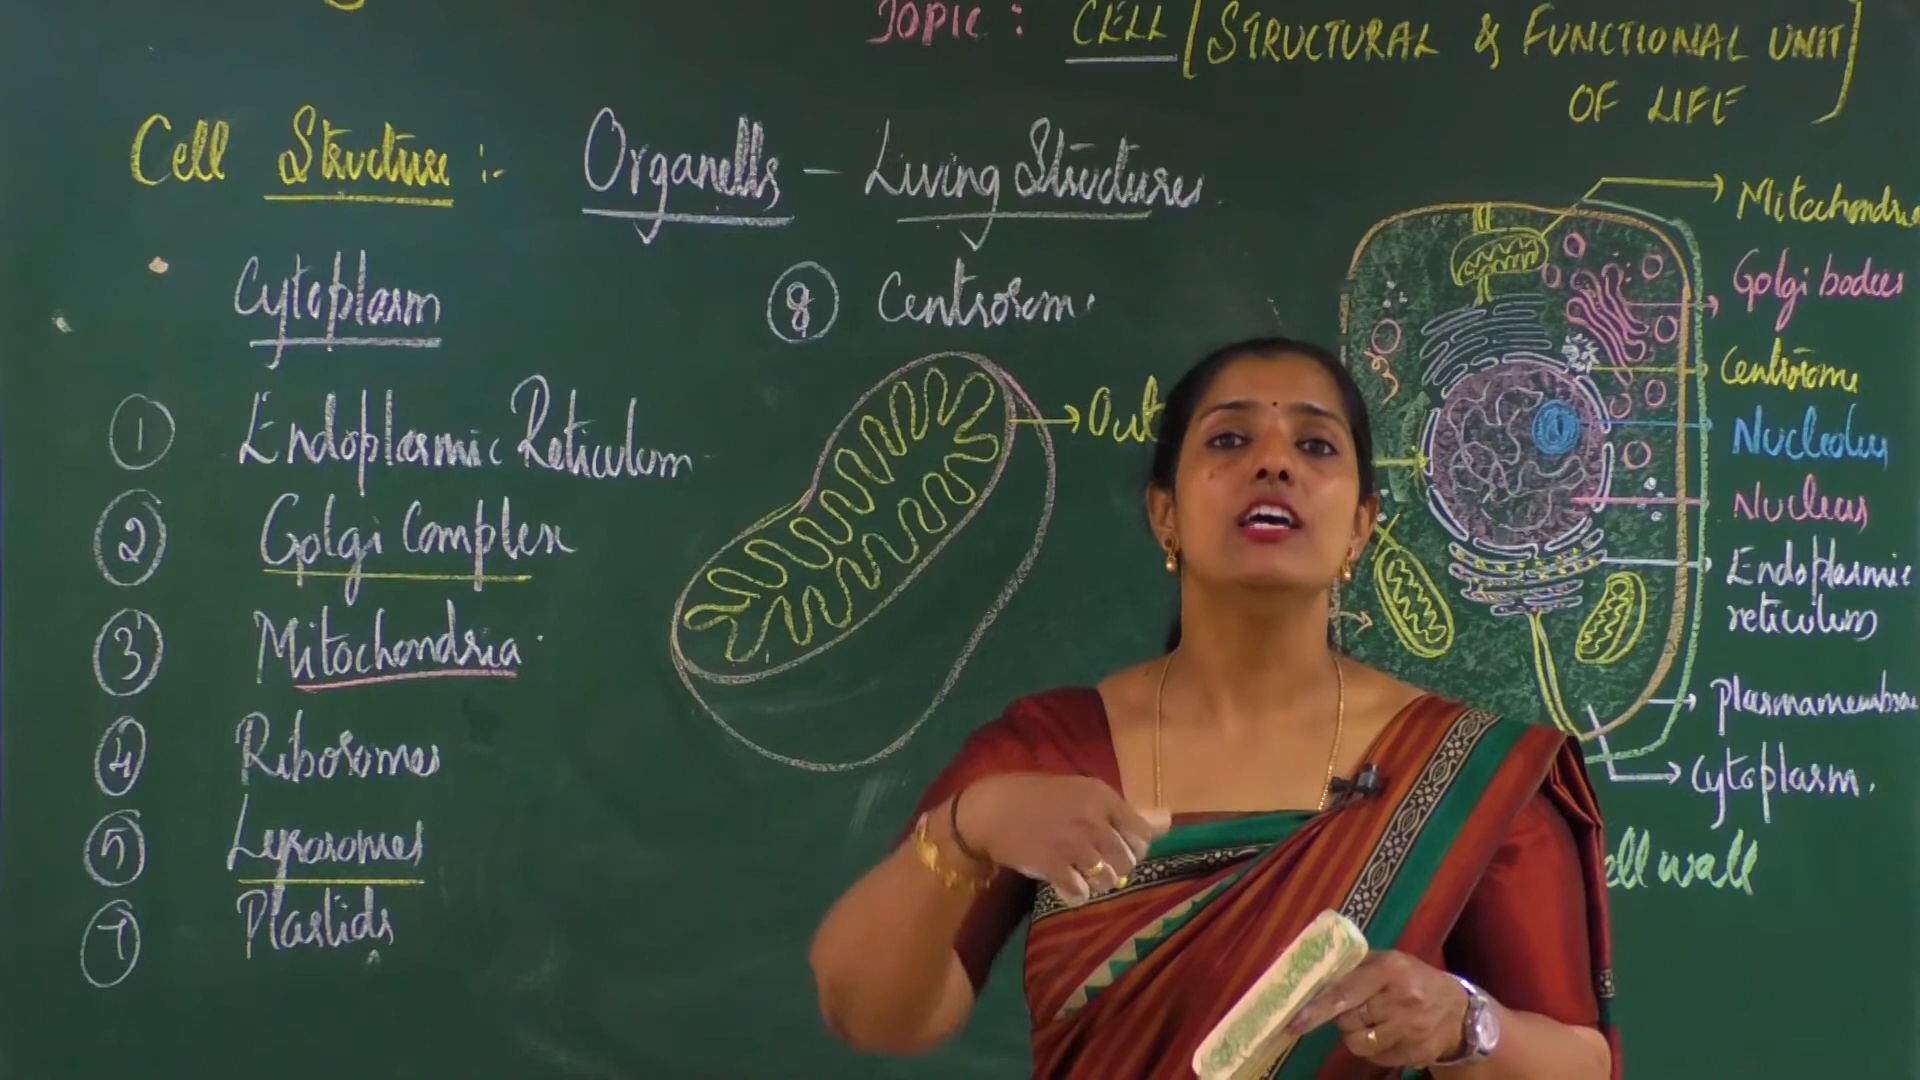 TOPIC : CELL [STRUCTURAL & FUNCTIONAL UNIT]
OF LIFE
Cell Structure :- Organells - Living Structures
Cytoplasm
① Endoplasmic Reticulum
② Golgi Complex
③ Mitochondria
④ Ribosomes
⑤ Lysosomes
⑦ Plastids
⑧ Centrosom
Out
Mitochondria
Golgi bodies
Centrosome
Nucleolus
Nucleus
Endoplasmic
reticulum
Plasmamembrane
Cytoplasm.
ell wall